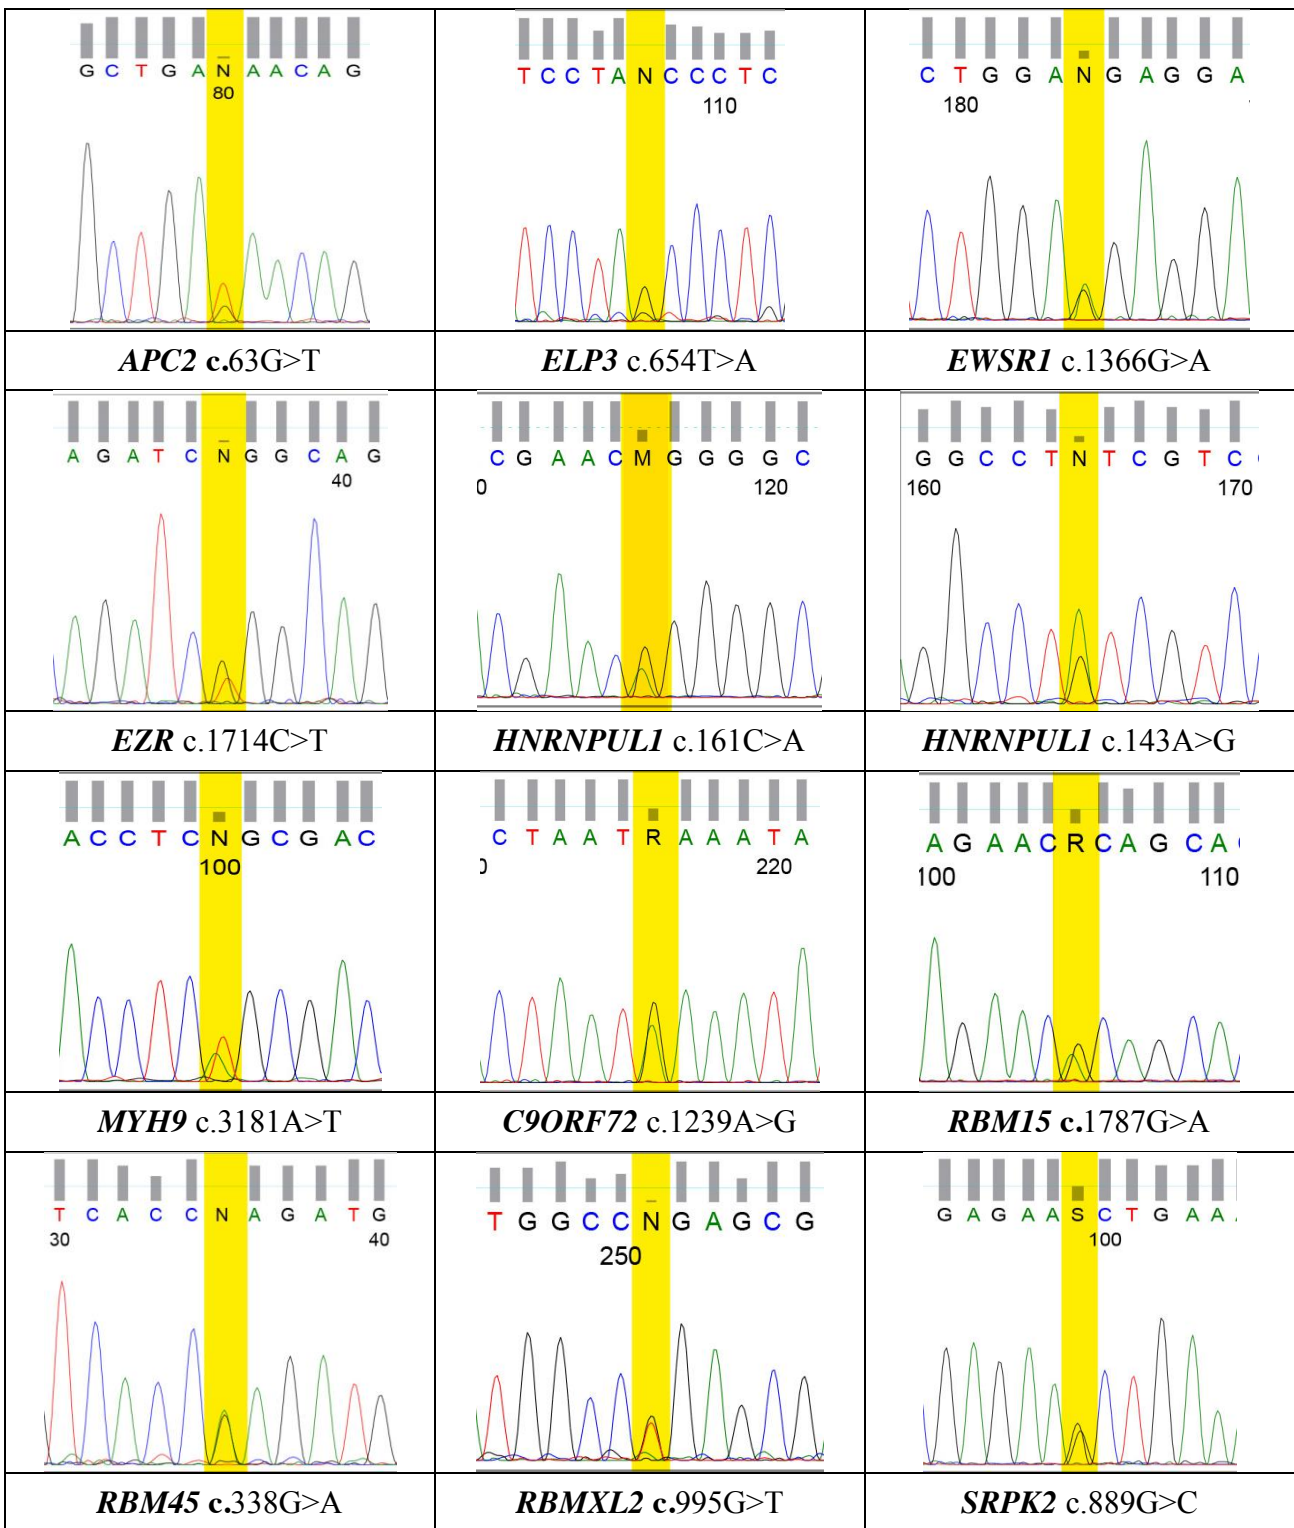 G C T G A N A A C A G
80
APC2 c.63G>T
T C C T A N C C C T C
110
ELP3 c.654T>A
C T G G A N G A G G A
180
EWSR1 c.1366G>A
A G A T C N G G C A G
40
EZR c.1714C>T
C G A A C M G G G G C
0 120
HNRNPUL1 c.161C>A
G G C C T N T C G T C
160 170
HNRNPUL1 c.143A>G
A C C T C N G C G A C
100
MYH9 c.3181A>T
C T A A T R A A A T A
0 220
C9ORF72 c.1239A>G
A G A A C R C A G C A
100 110
RBM15 c.1787G>A
T C A C C N A G A T G
30 40
RBM45 c.338G>A
T G G C C N G A G C G
250
RBMXL2 c.995G>T
G A G A A S C T G A A
100
SRPK2 c.889G>C